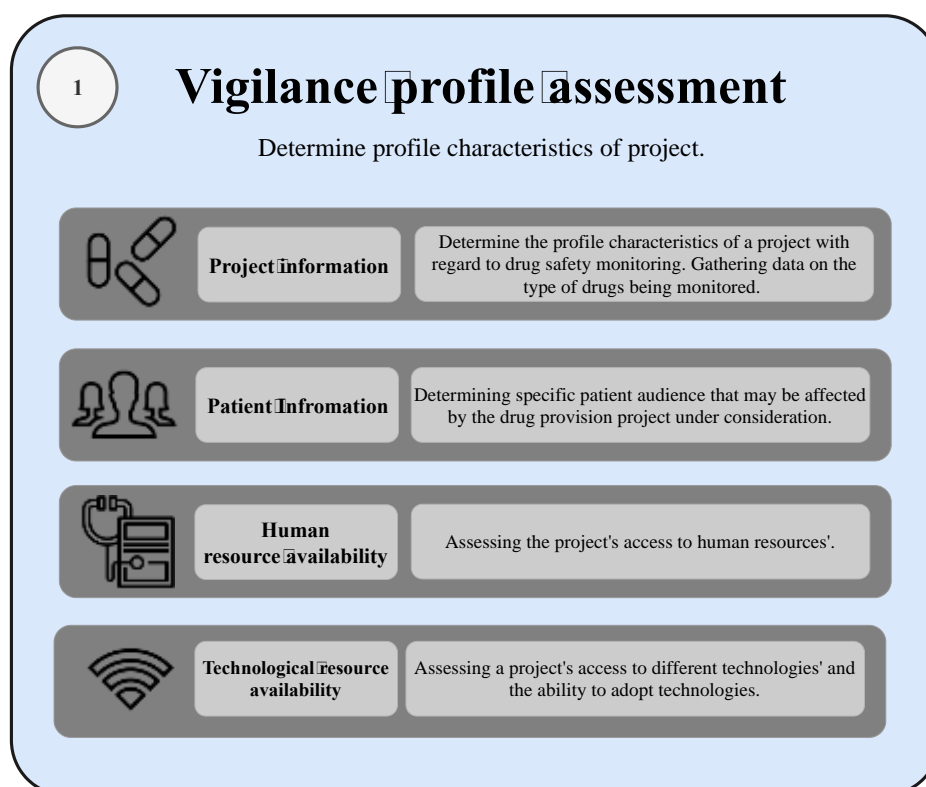 1
Vigilance profile assessment
Determine profile characteristics of project.
Project information
Determine the profile characteristics of a project with
regard to drug safety monitoring. Gathering data on the
type of drugs being monitored.
Patient Infromation
Determining specific patient audience that may be affected
by the drug provision project under consideration.
Human
resource availability
Assessing the project's access to human resources'.
Technological resource
availability
Assessing a project's access to different technologies' and
the ability to adopt technologies.